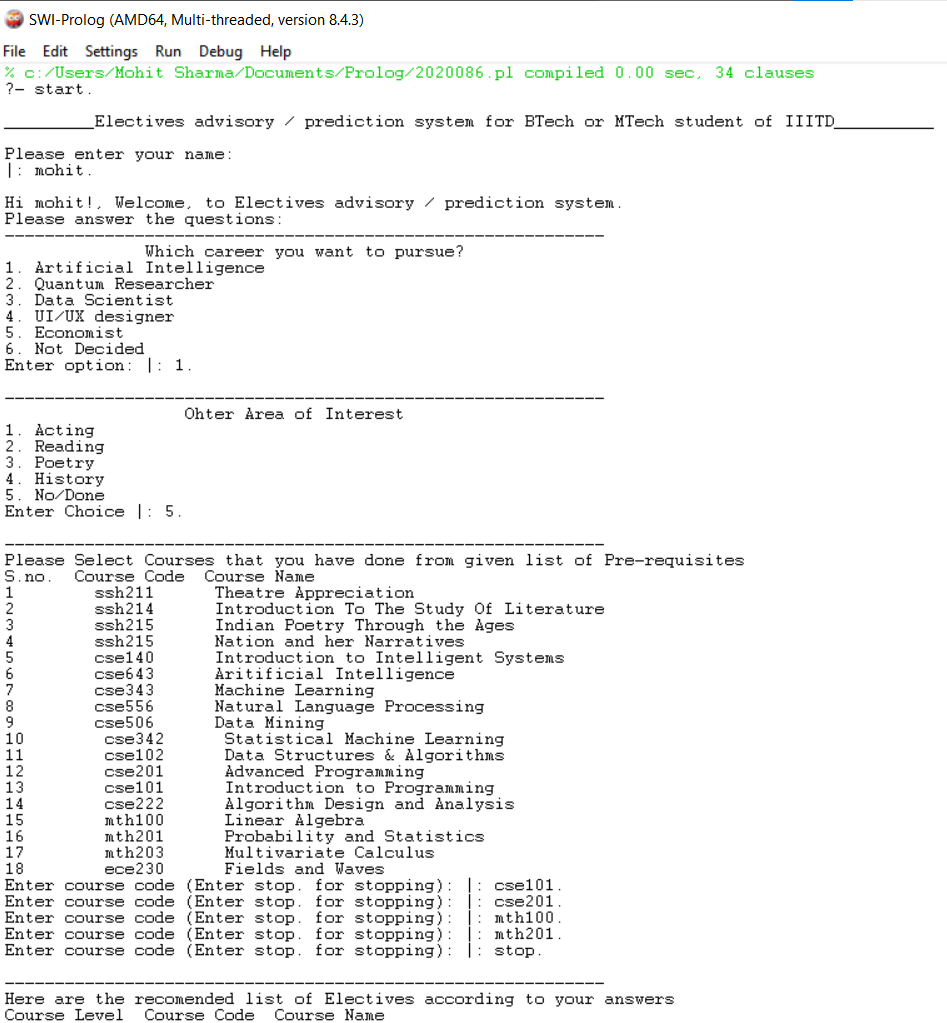 SWI-Prolog (AMD64, Multi-threaded, version 8.4.3)
File Edit Settings Run Debug Help
% c:/Users/Mohit Sharma/Documents/Prolog/2020086.pl compiled 0.00 sec, 34 clauses
?- start.
_________Electives advisory / prediction system for BTech or MTech student of IIITD__________
Please enter your name:
|: mohit.
Hi mohit!, Welcome, to Electives advisory / prediction system.
Please answer the questions:
------------------------------------------------------------
Which career you want to pursue?
1. Artificial Intelligence
2. Quantum Researcher
3. Data Scientist
4. UI/UX designer
5. Economist
6. Not Decided
Enter option: |: 1.
------------------------------------------------------------
Ohter Area of Interest
1. Acting
2. Reading
3. Poetry
4. History
5. No/Done
Enter Choice |: 5.
------------------------------------------------------------
Please Select Courses that you have done from given list of Pre-requisites
S.no. Course Code Course Name
1 ssh211 Theatre Appreciation
2 ssh214 Introduction To The Study Of Literature
3 ssh215 Indian Poetry Through the Ages
4 ssh215 Nation and her Narratives
5 cse140 Introduction to Intelligent Systems
6 cse643 Aritificial Intelligence
7 cse343 Machine Learning
8 cse556 Natural Language Processing
9 cse506 Data Mining
10 cse342 Statistical Machine Learning
11 cse102 Data Structures & Algorithms
12 cse201 Advanced Programming
13 cse101 Introduction to Programming
14 cse222 Algorithm Design and Analysis
15 mth100 Linear Algebra
16 mth201 Probability and Statistics
17 mth203 Multivariate Calculus
18 ece230 Fields and Waves
Enter course code (Enter stop. for stopping): |: cse101.
Enter course code (Enter stop. for stopping): |: cse201.
Enter course code (Enter stop. for stopping): |: mth100.
Enter course code (Enter stop. for stopping): |: mth201.
Enter course code (Enter stop. for stopping): |: stop.
------------------------------------------------------------
Here are the recomended list of Electives according to your answers
Course Level Course Code Course Name